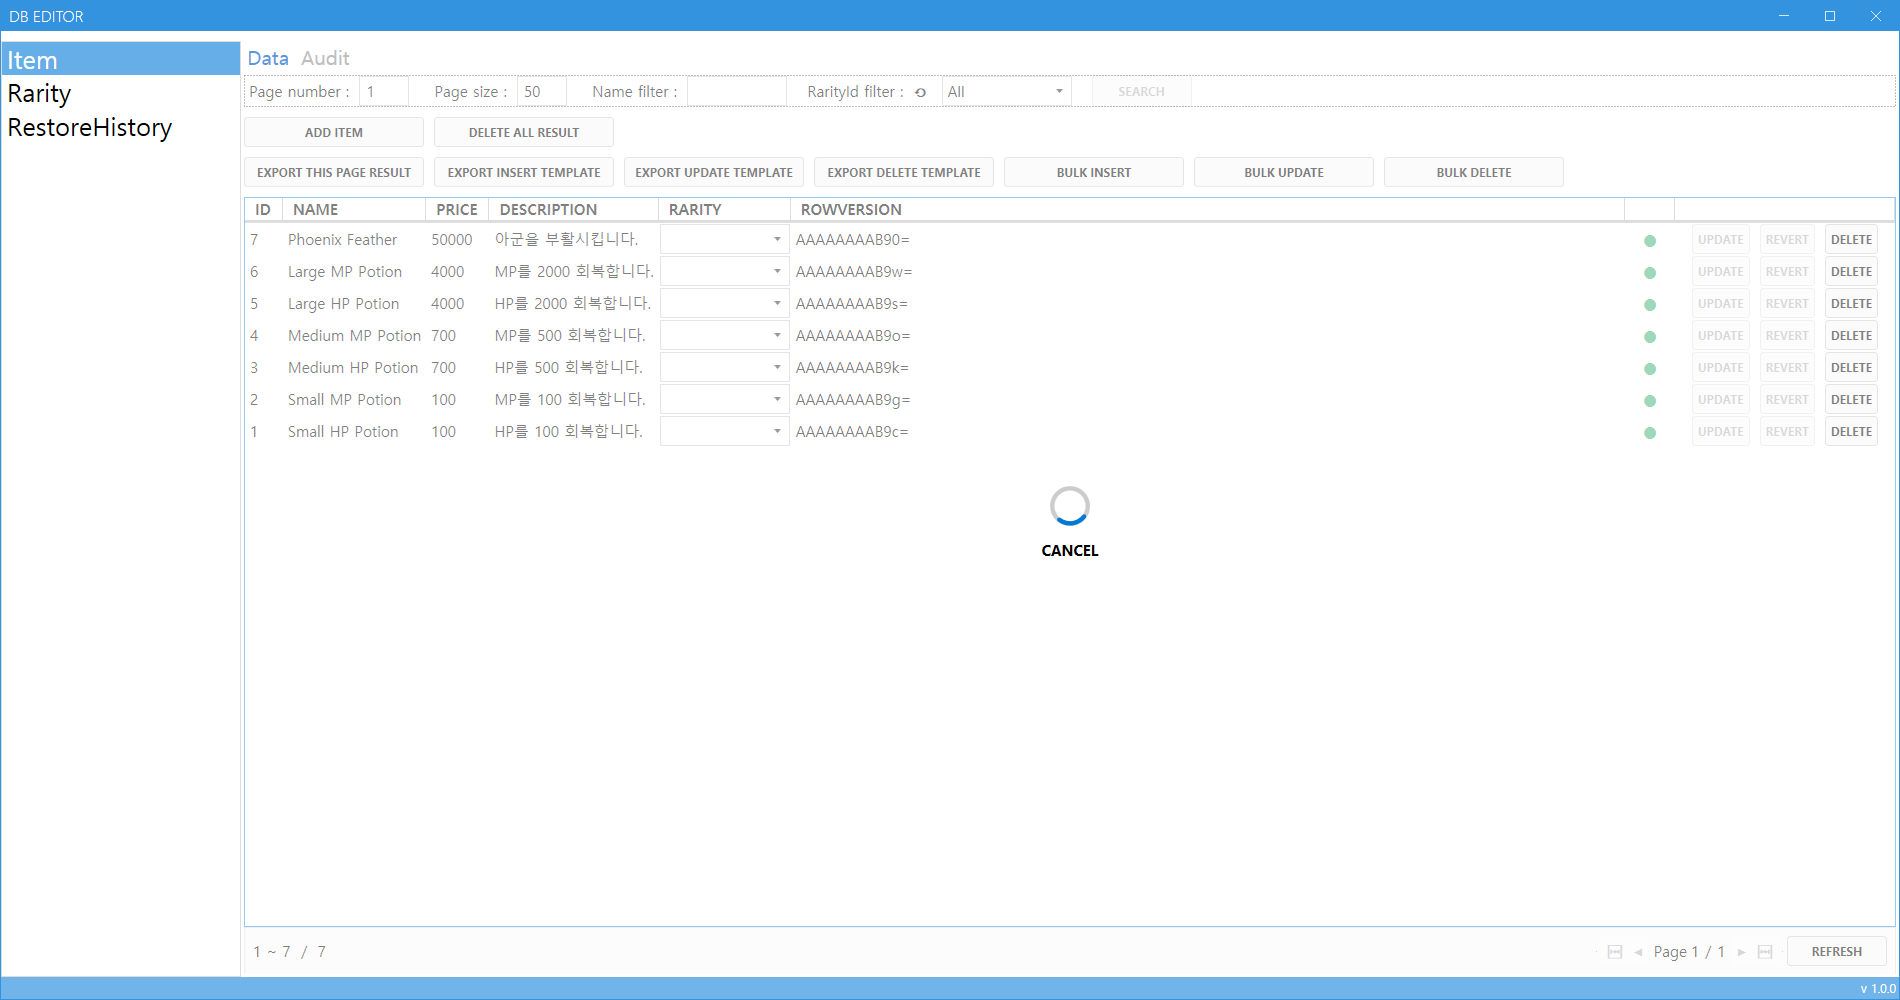 DB EDITOR
Item
Rarity
RestoreHistory
Data Audit
Page number : 1 Page size : 50 Name filter : RarityId filter : All SEARCH
ADD ITEM DELETE ALL RESULT
EXPORT THIS PAGE RESULT EXPORT INSERT TEMPLATE EXPORT UPDATE TEMPLATE EXPORT DELETE TEMPLATE BULK INSERT BULK UPDATE BULK DELETE
ID NAME PRICE DESCRIPTION RARITY ROWVERSION
7 Phoenix Feather 50000 아군을 부활시킵니다. AAAAAAAAB90= UPDATE REVERT DELETE
6 Large MP Potion 4000 MP를 2000 회복합니다. AAAAAAAAB9w= UPDATE REVERT DELETE
5 Large HP Potion 4000 HP를 2000 회복합니다. AAAAAAAAB9s= UPDATE REVERT DELETE
4 Medium MP Potion 700 MP를 500 회복합니다. AAAAAAAAB9o= UPDATE REVERT DELETE
3 Medium HP Potion 700 HP를 500 회복합니다. AAAAAAAAB9k= UPDATE REVERT DELETE
2 Small MP Potion 100 MP를 100 회복합니다. AAAAAAAAB9g= UPDATE REVERT DELETE
1 Small HP Potion 100 HP를 100 회복합니다. AAAAAAAAB9c= UPDATE REVERT DELETE
CANCEL
1 ~ 7 / 7 Page 1 / 1 REFRESH
v 1.0.0